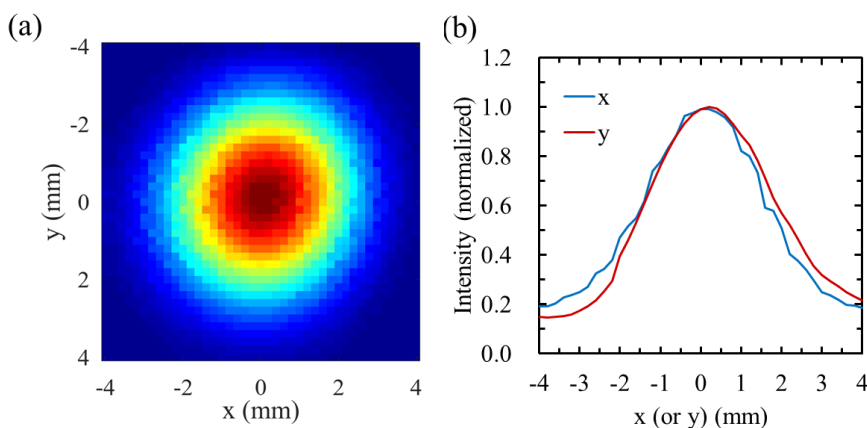 (a)
-4
-2
0
2
4
y (mm)
-4 -2 0 2 4
x (mm)
(b)
1.2
1.0
0.8
0.6
0.4
0.2
0.0
Intensity (normalized)
x
y
-4 -3 -2 -1 0 1 2 3 4
x (or y) (mm)